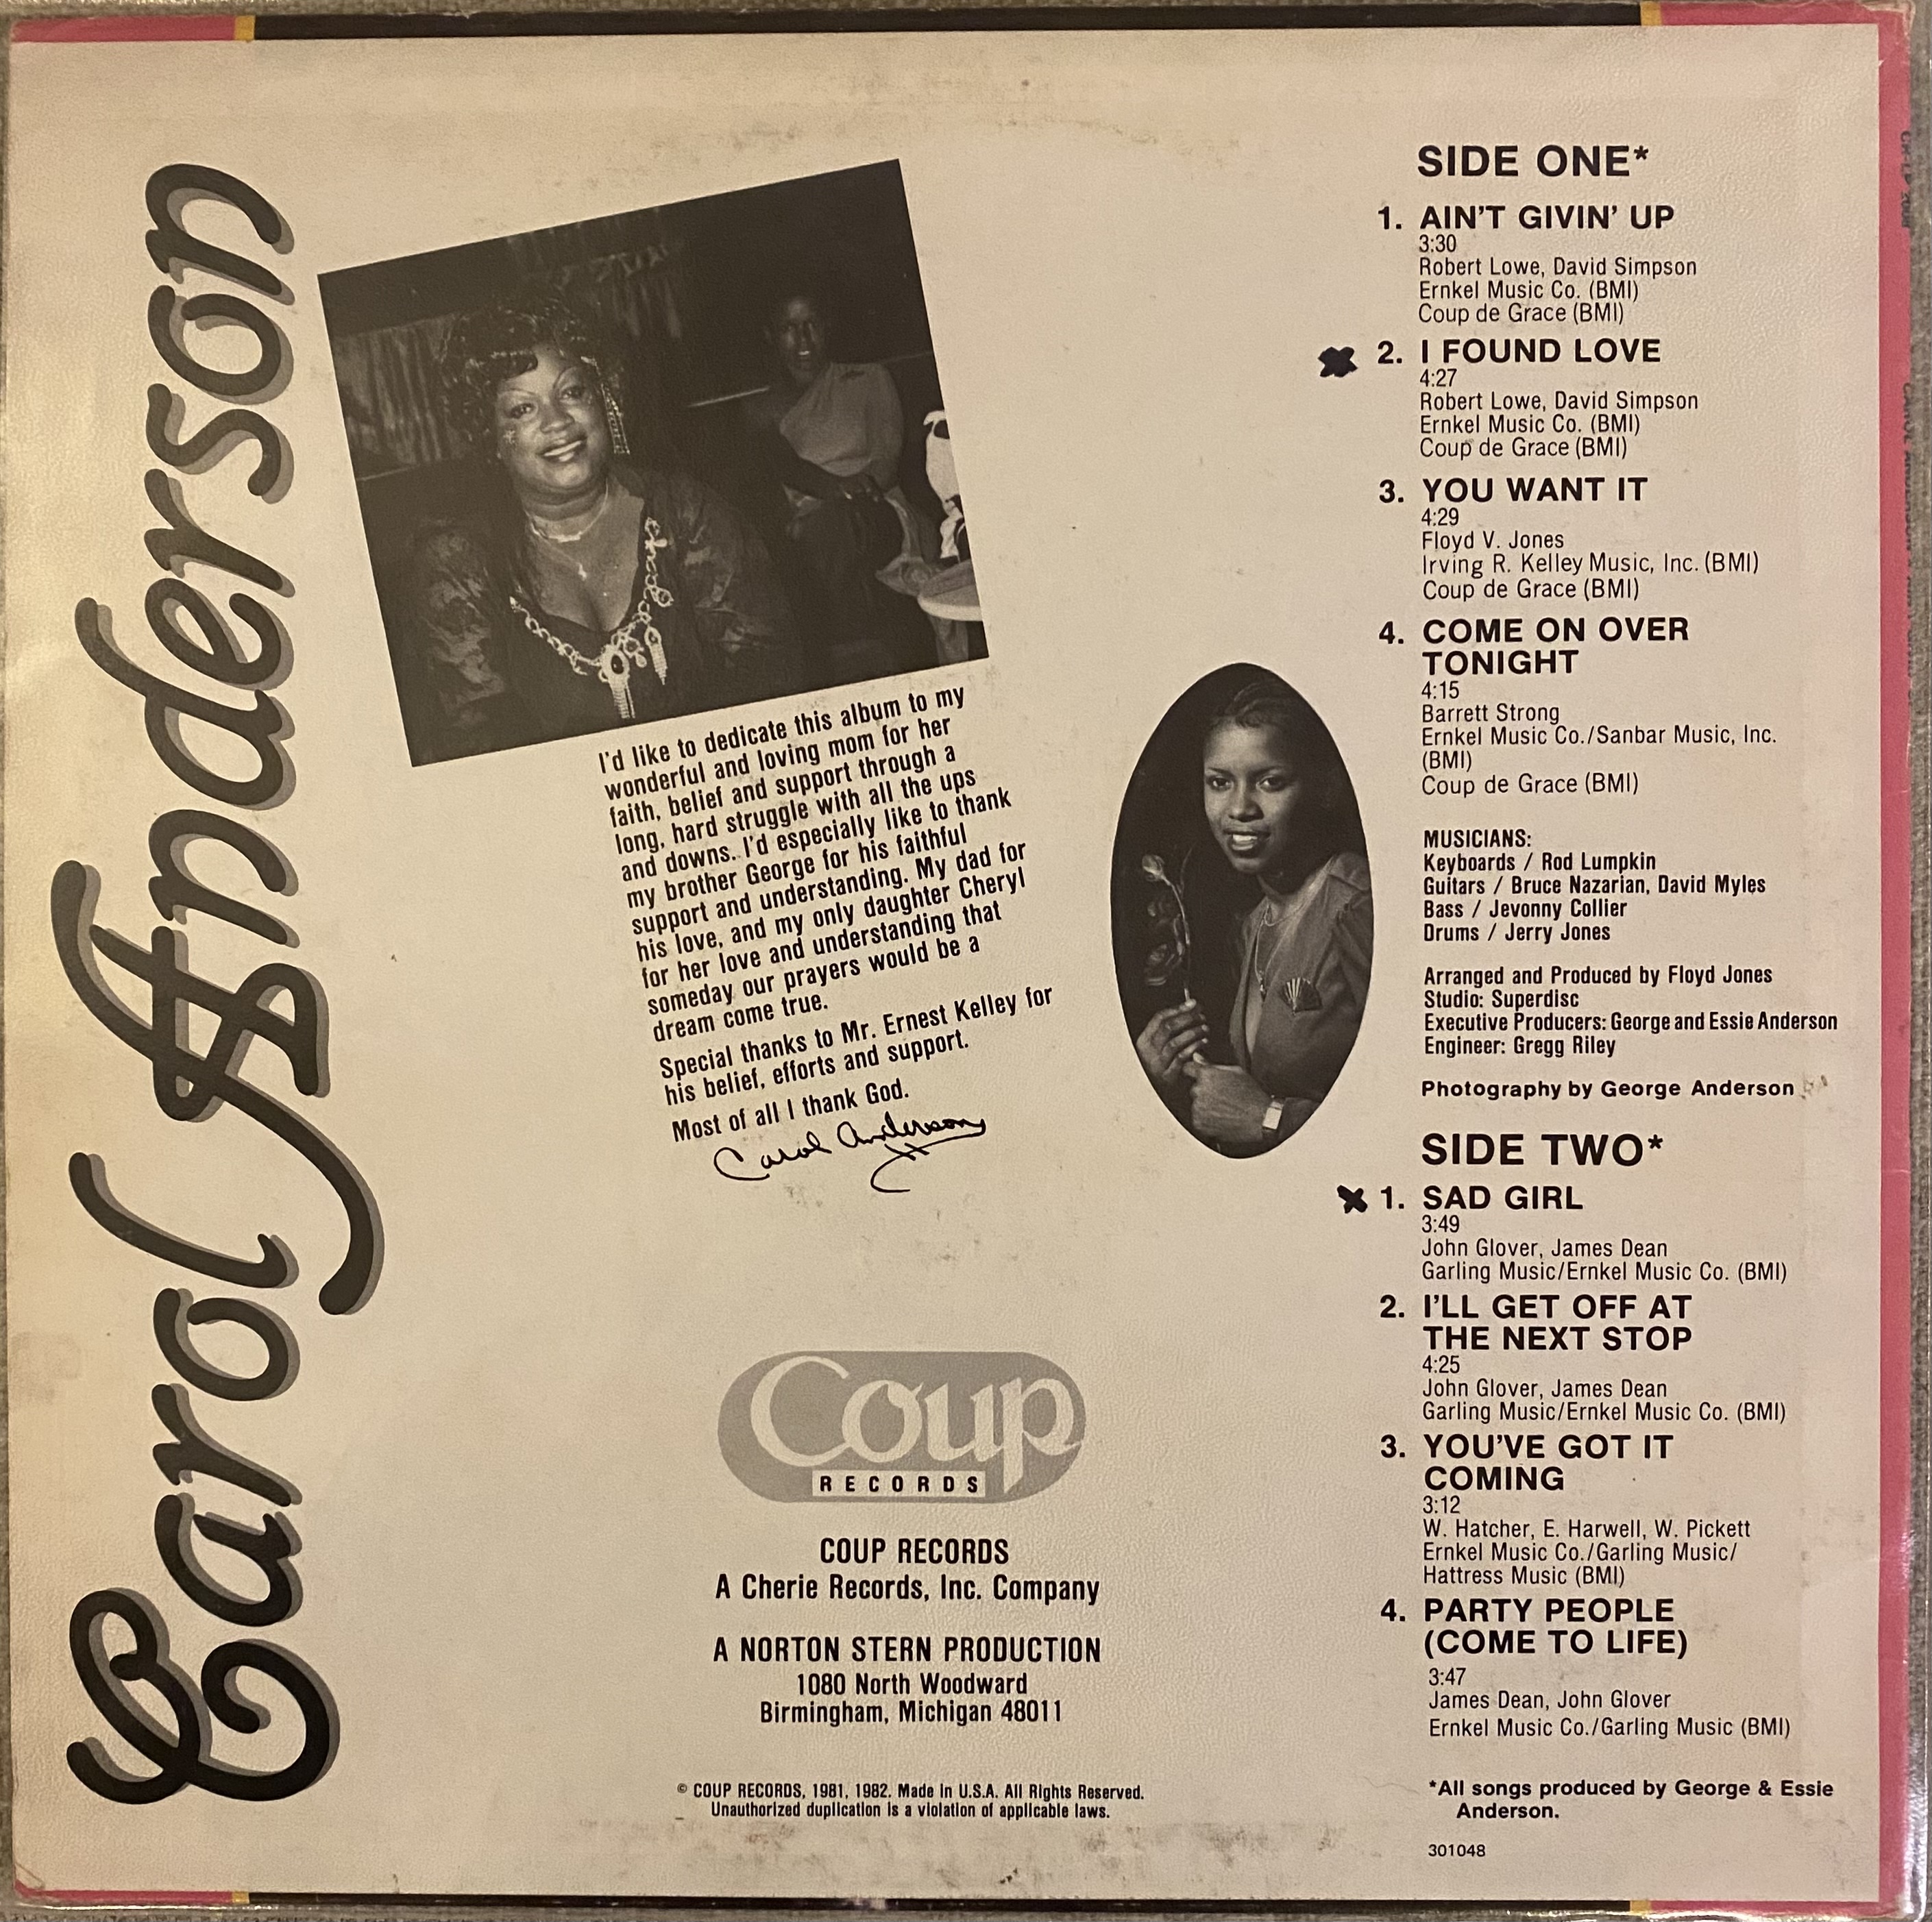 Carol Anderson
I'd like to dedicate this album to my
wonderful and loving mom for her
faith, belief and support through a
long, hard struggle with all the ups
and downs. I'd especially like to thank
my brother George for his faithful
support and understanding. My dad for
his love, and my only daughter Cheryl
for her love and understanding that
someday our prayers would be a
dream come true.
Special thanks to Mr. Ernest Kelley for
his belief, efforts and support.
Most of all I thank God.
Carol Anderson
Coup
RECORDS
COUP RECORDS
A Cherie Records, Inc. Company
A NORTON STERN PRODUCTION
1080 North Woodward
Birmingham, Michigan 48011
© COUP RECORDS, 1981, 1982. Made In U.S.A. All Rights Reserved.
Unauthorized duplication is a violation of applicable laws.
SIDE ONE*
1. AIN'T GIVIN' UP
3:30
Robert Lowe, David Simpson
Ernkel Music Co. (BMI)
Coup de Grace (BMI)
2. I FOUND LOVE
4:27
Robert Lowe, David Simpson
Ernkel Music Co. (BMI)
Coup de Grace (BMI)
3. YOU WANT IT
4:29
Floyd V. Jones
Irving R. Kelley Music, Inc. (BMI)
Coup de Grace (BMI)
4. COME ON OVER
TONIGHT
4:15
Barrett Strong
Ernkel Music Co./Sanbar Music, Inc.
(BMI)
Coup de Grace (BMI)
MUSICIANS:
Keyboards / Rod Lumpkin
Guitars / Bruce Nazarian, David Myles
Bass / Jevonny Collier
Drums / Jerry Jones
Arranged and Produced by Floyd Jones
Studio: Superdisc
Executive Producers: George and Essie Anderson
Engineer: Gregg Riley
Photography by George Anderson
SIDE TWO*
1. SAD GIRL
3:49
John Glover, James Dean
Garling Music/Ernkel Music Co. (BMI)
2. I'LL GET OFF AT
THE NEXT STOP
4:25
John Glover, James Dean
Garling Music/Ernkel Music Co. (BMI)
3. YOU'VE GOT IT
COMING
3:12
W. Hatcher, E. Harwell, W. Pickett
Ernkel Music Co./Garling Music/
Hattress Music (BMI)
4. PARTY PEOPLE
(COME TO LIFE)
3:47
James Dean, John Glover
Ernkel Music Co./Garling Music (BMI)
*All songs produced by George & Essie
Anderson.
301048